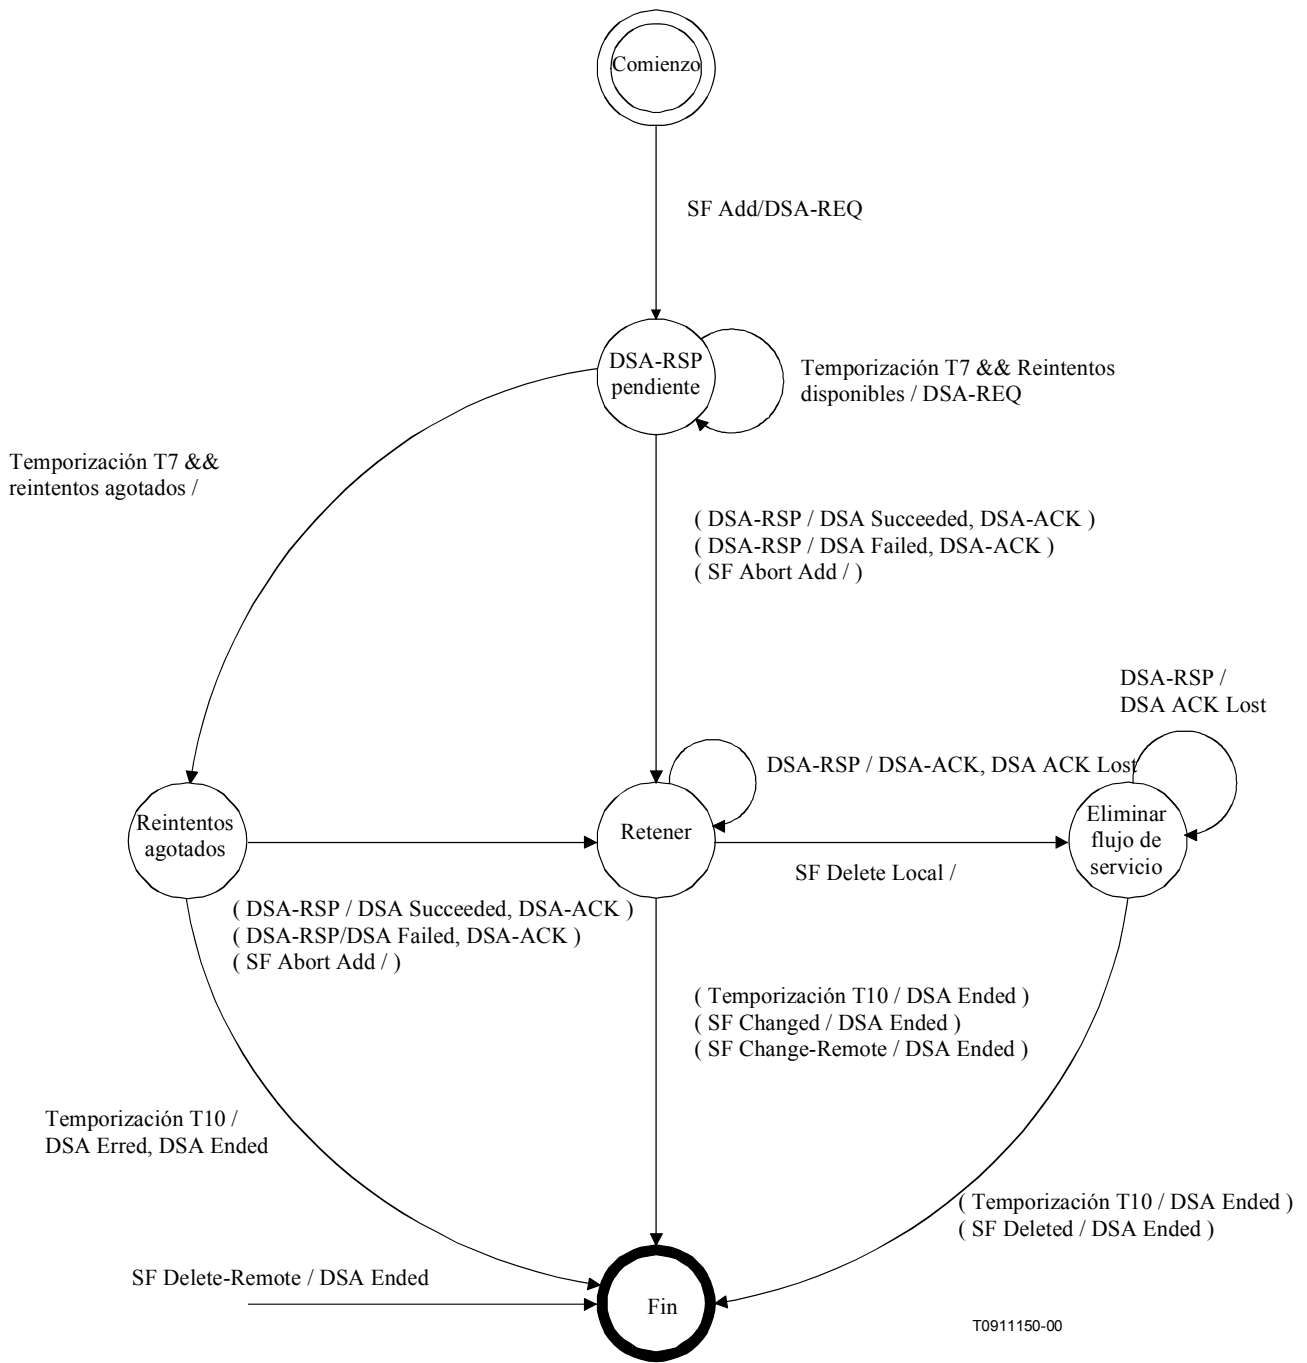 Comienzo
SF Add/DSA-REQ
DSA-RSP
pendiente
Temporización T7 && Reintentos
disponibles / DSA-REQ
Temporización T7 &&
reintentos agotados /
( DSA-RSP / DSA Succeeded, DSA-ACK )
( DSA-RSP / DSA Failed, DSA-ACK )
( SF Abort Add / )
DSA-RSP /
DSA ACK Lost
DSA-RSP / DSA-ACK, DSA ACK Lost
Reintentos
agotados
Retener
Eliminar
flujo de
servicio
SF Delete Local /
( DSA-RSP / DSA Succeeded, DSA-ACK )
( DSA-RSP/DSA Failed, DSA-ACK )
( SF Abort Add / )
( Temporización T10 / DSA Ended )
( SF Changed / DSA Ended )
( SF Change-Remote / DSA Ended )
Temporización T10 /
DSA Erred, DSA Ended
( Temporización T10 / DSA Ended )
( SF Deleted / DSA Ended )
SF Delete-Remote / DSA Ended
Fin
T0911150-00